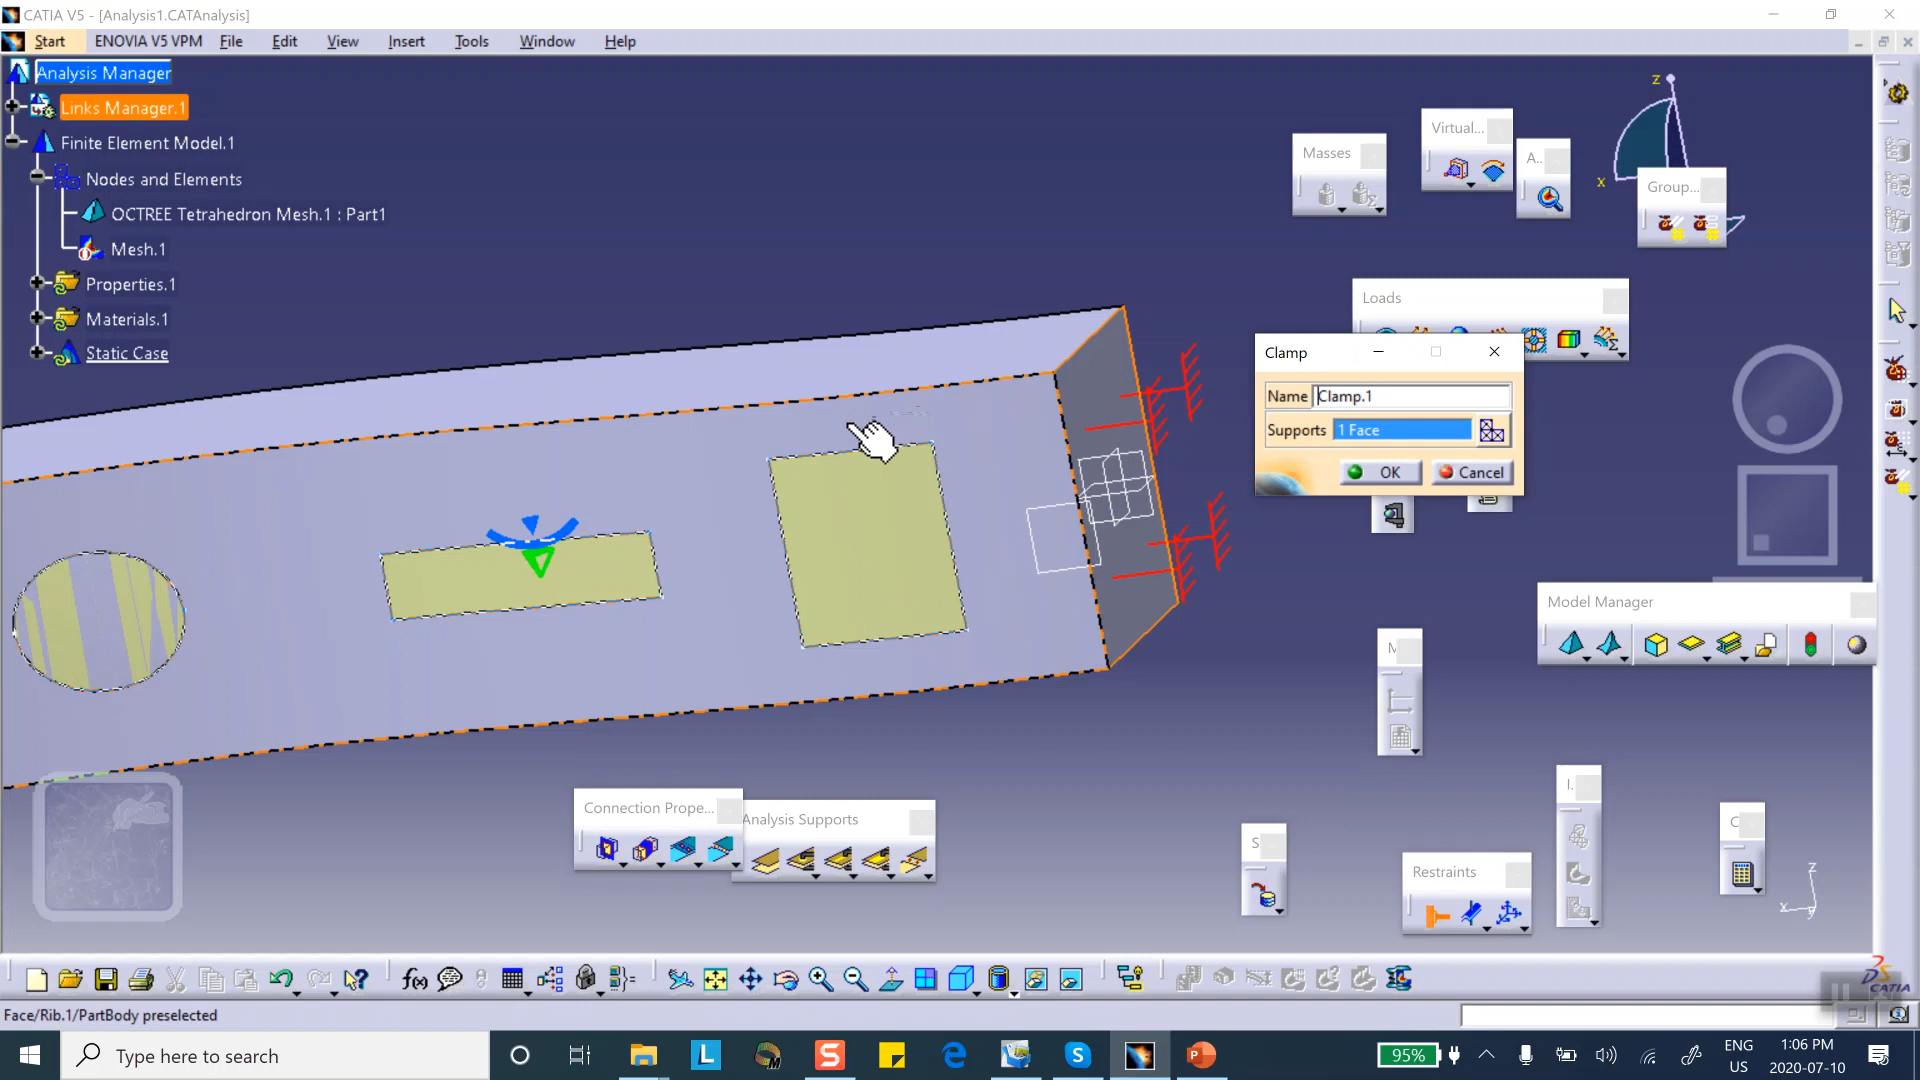 CATIA V5 - [Analysis1.CATAnalysis]
Start ENOVIA V5 VPM File Edit View Insert Tools Window Help
Analysis Manager
Links Manager.1
Finite Element Model.1
Nodes and Elements
OCTREE Tetrahedron Mesh.1 : Part1
Mesh.1
Properties.1
Materials.1
Static Case
Masses
Virtual...
A...
Group...
z
x
Loads
Clamp
Name Clamp.1
Supports 1 Face
OK Cancel
Model Manager
M
I.
Connection Prope...
Analysis Supports
S
C
Restraints
z
x
y
f(x)
CATIA
Face/Rib.1/PartBody preselected
Type here to search
95%
ENG
US
1:06 PM
2020-07-10